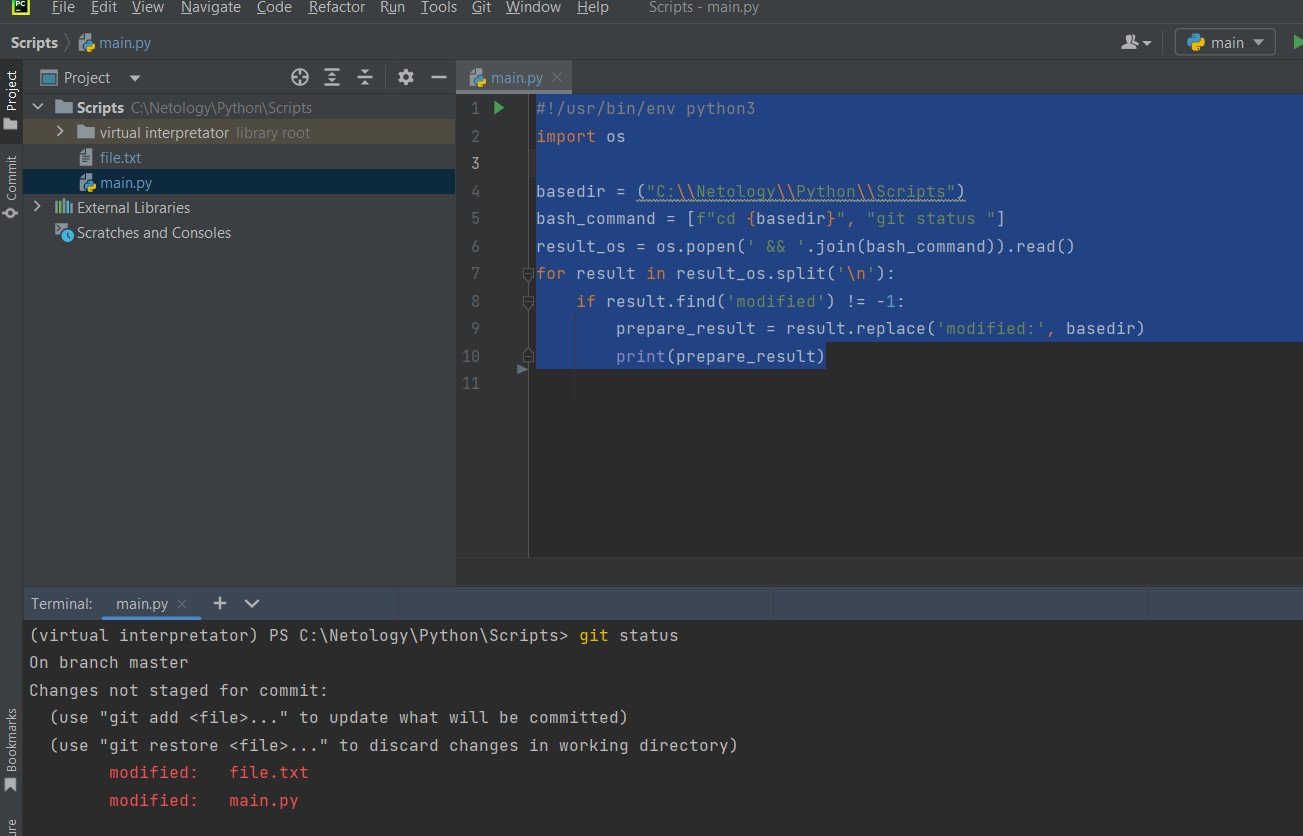 PC File Edit View Navigate Code Refactor Run Tools Git Window Help Scripts - main.py
Scripts main.py main
Project main.py
Project
Commit
Bookmarks
Scripts C:\Netology\Python\Scripts
virtual interpretator library root
file.txt
main.py
External Libraries
Scratches and Consoles
1 #!/usr/bin/env python3
2 import os
3
4 basedir = ("C:\\Netology\\Python\\Scripts")
5 bash_command = [f"cd {basedir}", "git status "]
6 result_os = os.popen(' && '.join(bash_command)).read()
7 for result in result_os.split('\n'):
8 if result.find('modified') != -1:
9 prepare_result = result.replace('modified:', basedir)
10 print(prepare_result)
11
Terminal: main.py
(virtual interpretator) PS C:\Netology\Python\Scripts> git status
On branch master
Changes not staged for commit:
(use "git add <file>..." to update what will be committed)
(use "git restore <file>..." to discard changes in working directory)
modified: file.txt
modified: main.py